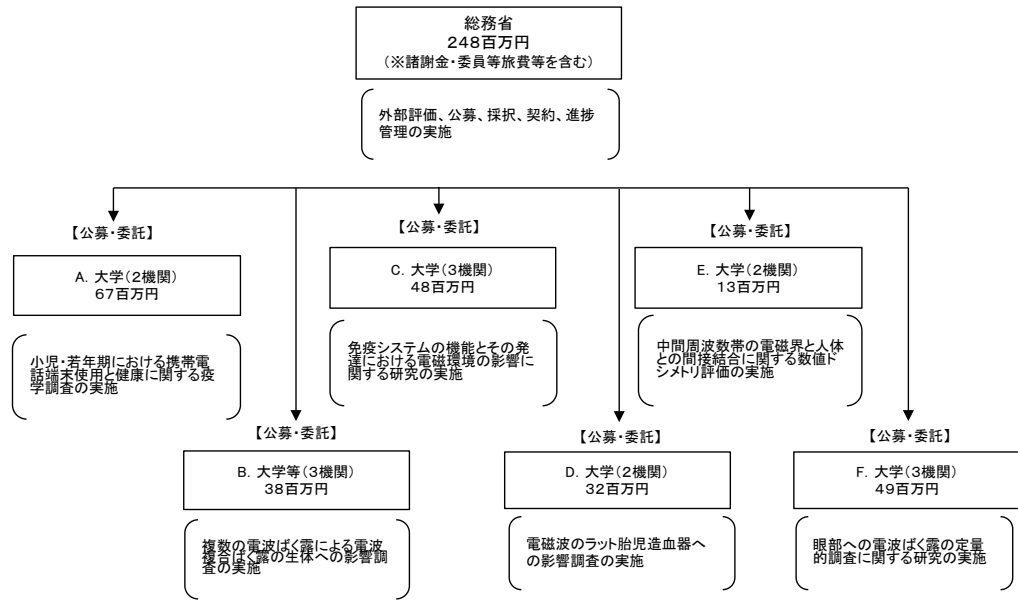 総務省
248百万円
(※諸謝金・委員等旅費等を含む)
外部評価、公募、採択、契約、進捗
管理の実施
【公募・委託】
A. 大学(2機関)
67百万円
小児・若年期における携帯電
話端末使用と健康に関する疫
学調査の実施
【公募・委託】
B. 大学等(3機関)
38百万円
複数の電波ばく露による電波
複合ばく露の生体への影響調
査の実施
【公募・委託】
C. 大学(3機関)
48百万円
免疫システムの機能とその発
達における電磁環境の影響に
関する研究の実施
【公募・委託】
D. 大学(2機関)
32百万円
電磁波のラット胎児造血器へ
の影響調査の実施
【公募・委託】
E. 大学(2機関)
13百万円
中間周波数帯の電磁界と人体
との間接結合に関する数値ド
シメトリ評価の実施
【公募・委託】
F. 大学(3機関)
49百万円
眼部への電波ばく露の定量
的調査に関する研究の実施